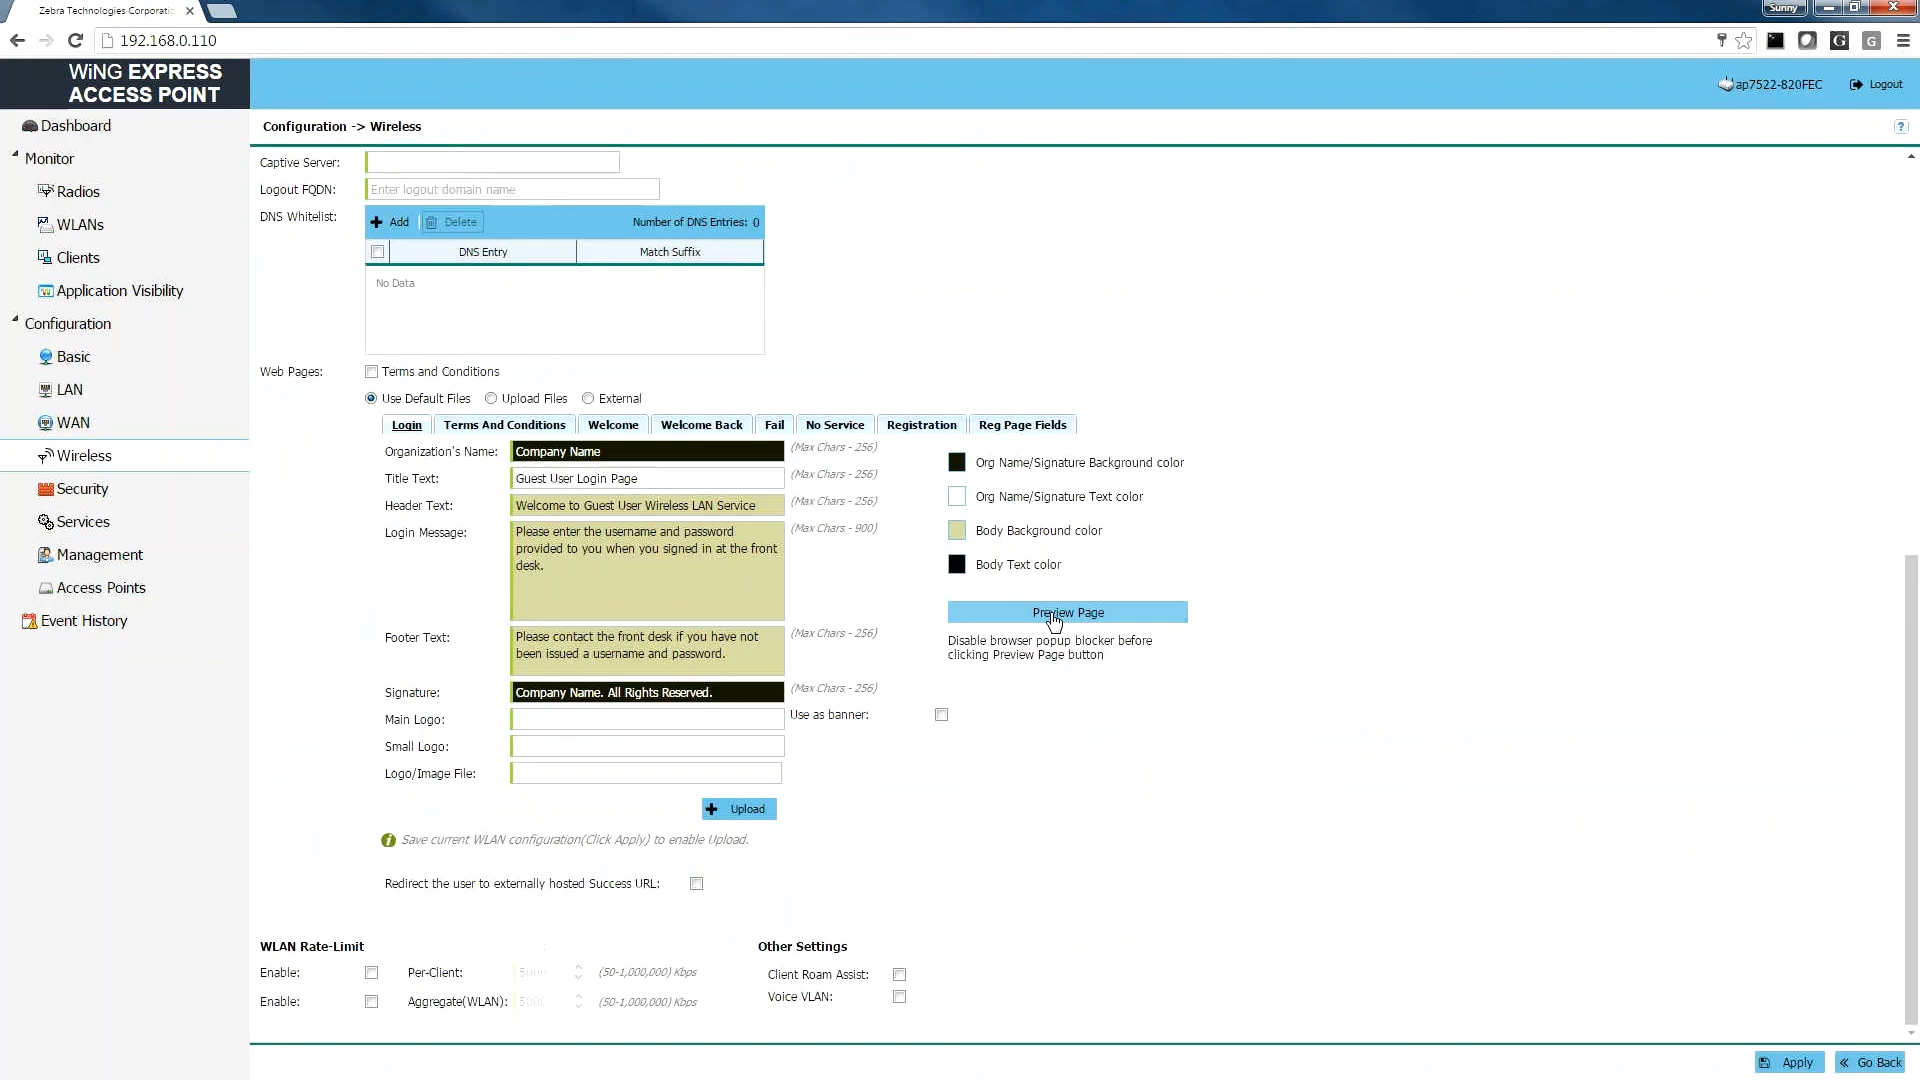 Zebra Technologies Corporatic
Sunny
192.168.0.110
WiNG EXPRESS
ACCESS POINT
ap7522-820FEC
Logout
Dashboard
Monitor
Radios
WLANs
Clients
Application Visibility
Configuration
Basic
LAN
WAN
Wireless
Security
Services
Management
Access Points
Event History
Configuration -> Wireless
?
Captive Server:
Logout FQDN: Enter logout domain name
DNS Whitelist: Add Delete Number of DNS Entries: 0
DNS Entry Match Suffix
No Data
Web Pages: Terms and Conditions
Use Default Files Upload Files External
Login Terms And Conditions Welcome Welcome Back Fail No Service Registration Reg Page Fields
Organization's Name: Company Name (Max Chars - 256)
Title Text: Guest User Login Page (Max Chars - 256)
Header Text: Welcome to Guest User Wireless LAN Service (Max Chars - 256)
Login Message: Please enter the username and password (Max Chars - 900)
provided to you when you signed in at the front
desk.
Footer Text: Please contact the front desk if you have not (Max Chars - 256)
been issued a username and password.
Signature: Company Name. All Rights Reserved. (Max Chars - 256)
Main Logo: Use as banner:
Small Logo:
Logo/Image File:
Upload
Save current WLAN configuration(Click Apply) to enable Upload.
Redirect the user to externally hosted Success URL:
Org Name/Signature Background color
Org Name/Signature Text color
Body Background color
Body Text color
Preview Page
Disable browser popup blocker before
clicking Preview Page button
WLAN Rate-Limit
Enable: Per-Client: (50-1,000,000) Kbps
Enable: Aggregate(WLAN): (50-1,000,000) Kbps
Other Settings
Client Roam Assist:
Voice VLAN:
Apply
Go Back